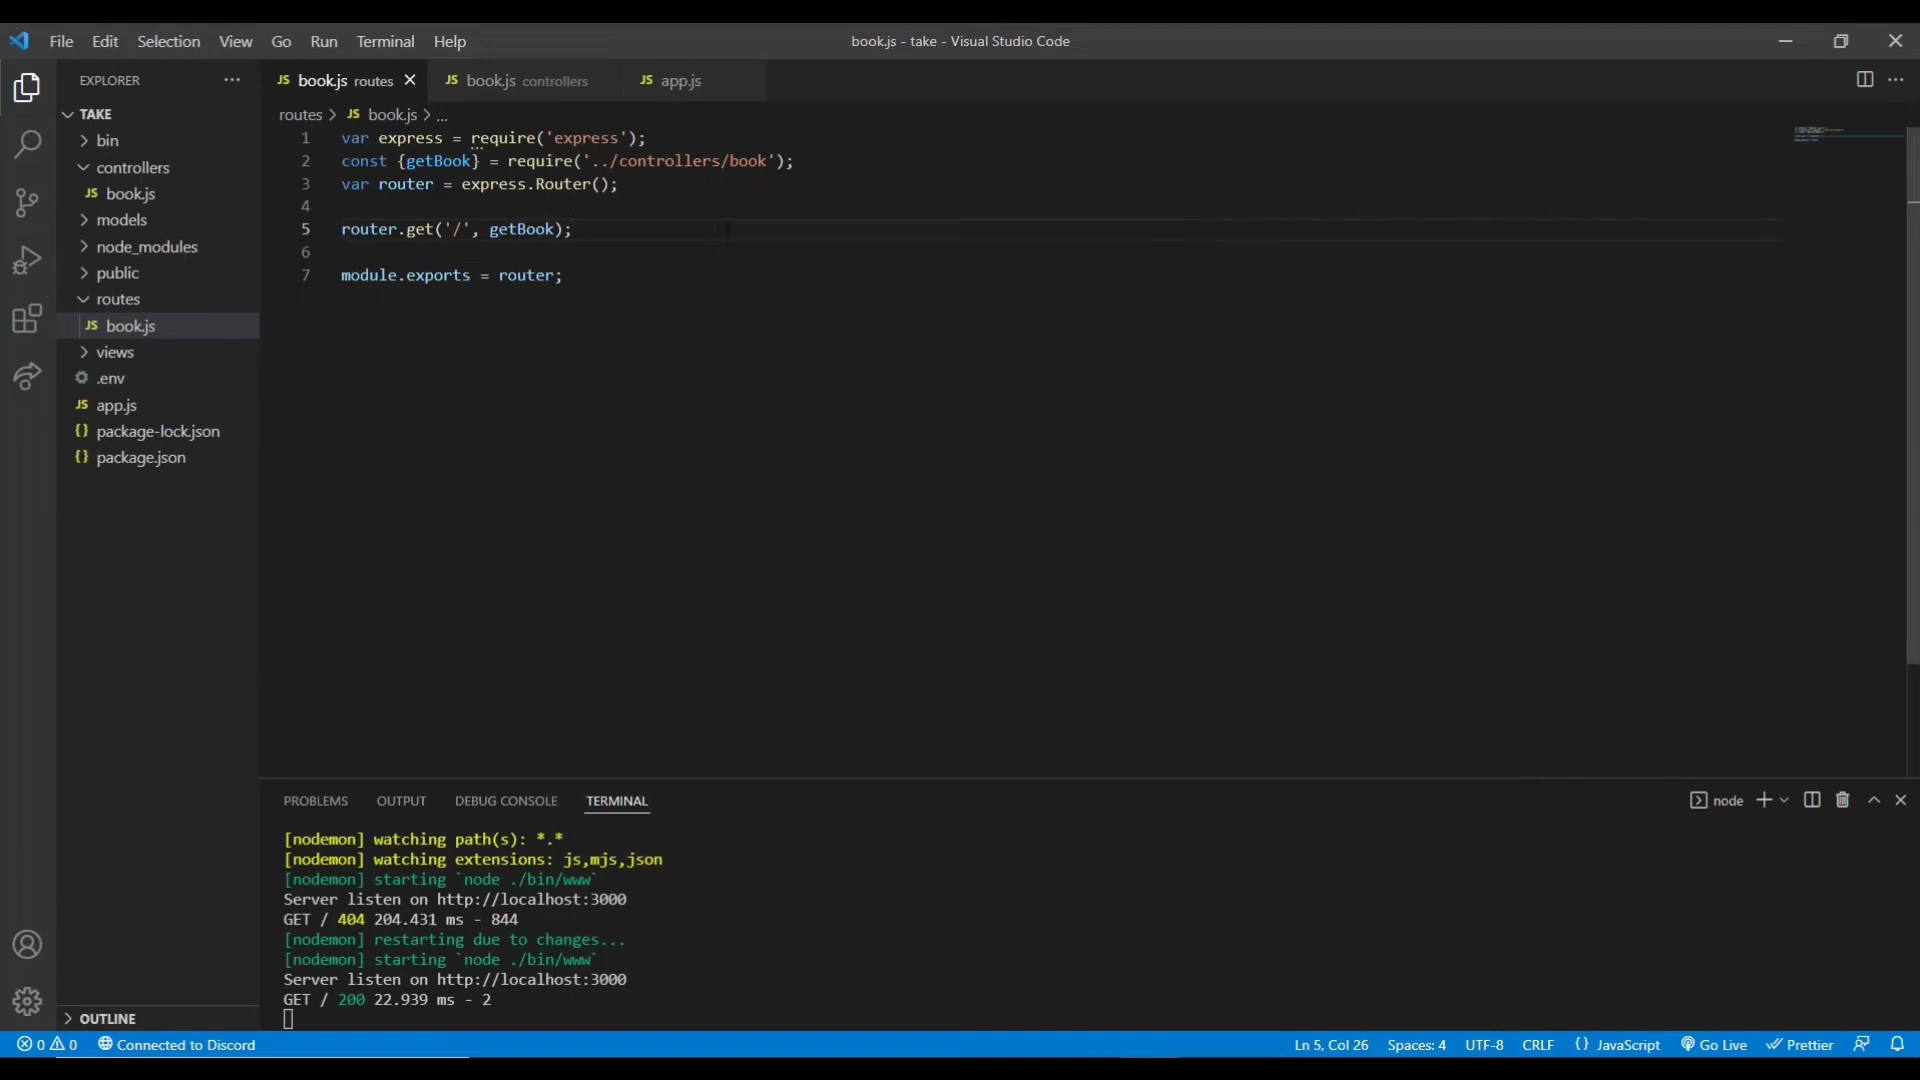 File Edit Selection View Go Run Terminal Help
book.js - take - Visual Studio Code
EXPLORER
JS book.js routes
JS book.js controllers
JS app.js
TAKE
bin
controllers
JS book.js
models
node_modules
public
routes
JS book.js
views
.env
JS app.js
{} package-lock.json
{} package.json
OUTLINE
routes > JS book.js > ...
1 var express = require('express');
2 const {getBook} = require('../controllers/book');
3 var router = express.Router();
4
5 router.get('/', getBook);
6
7 module.exports = router;
PROBLEMS OUTPUT DEBUG CONSOLE TERMINAL
node
[nodemon] watching path(s): *.*
[nodemon] watching extensions: js,mjs,json
[nodemon] starting `node ./bin/www`
Server listen on http://localhost:3000
GET / 404 204.431 ms - 844
[nodemon] restarting due to changes...
[nodemon] starting `node ./bin/www`
Server listen on http://localhost:3000
GET / 200 22.939 ms - 2
0 0 Connected to Discord
Ln 5, Col 26 Spaces: 4 UTF-8 CRLF {} JavaScript Go Live Prettier